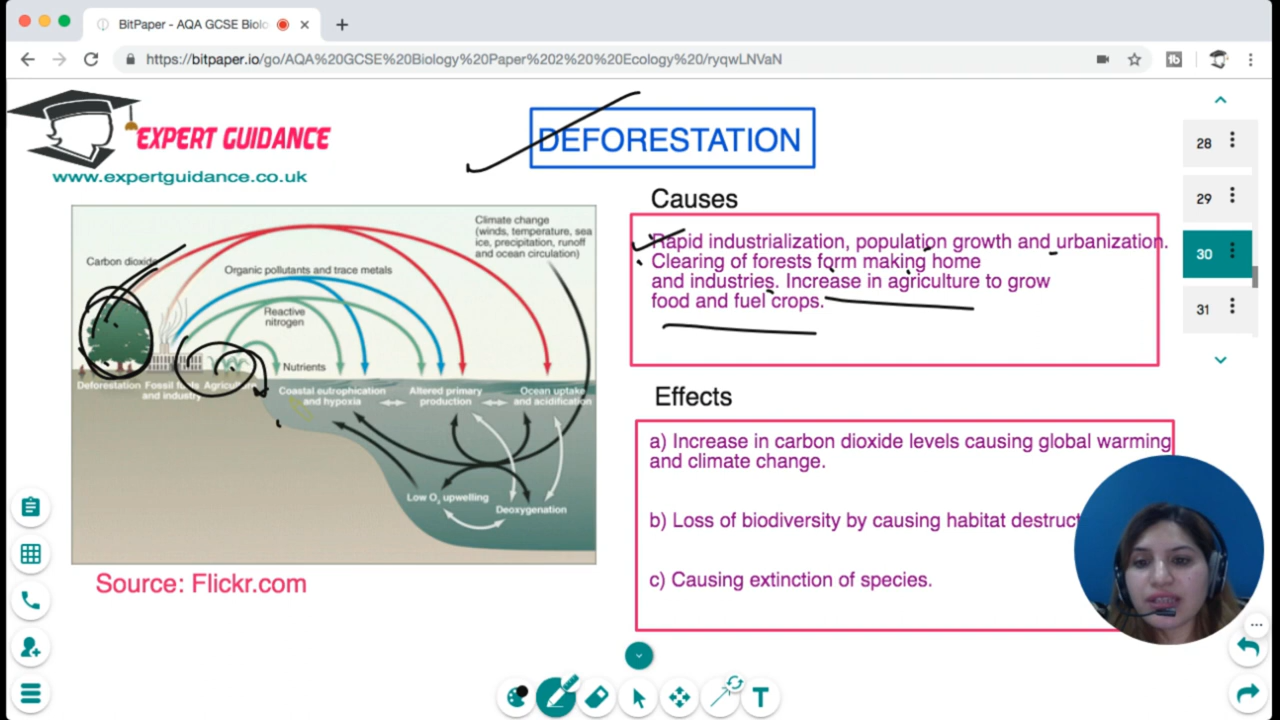 BitPaper - AQA GCSE Biolo
https://bitpaper.io/go/AQA%20GCSE%20Biology%20Paper%202%20%20Ecology%20/ryqwLNVaN
EXPERT GUIDANCE
www.expertguidance.co.uk
DEFORESTATION
Climate change
(winds, temperature, sea
ice, precipitation, runoff
and ocean circulation)
Carbon dioxide
Organic pollutants and trace metals
Reactive
nitrogen
Nutrients
Deforestation
Fossil fuels
and industry
Agriculture
Coastal eutrophication
and hypoxia
Altered primary
production
Ocean uptake
and acidification
Low O2 upwelling
Deoxygenation
Source: Flickr.com
Causes
Rapid industrialization, population growth and urbanization.
Clearing of forests form making home
and industries. Increase in agriculture to grow
food and fuel crops.
Effects
a) Increase in carbon dioxide levels causing global warming
and climate change.
b) Loss of biodiversity by causing habitat destruct
c) Causing extinction of species.
28
29
30
31
T